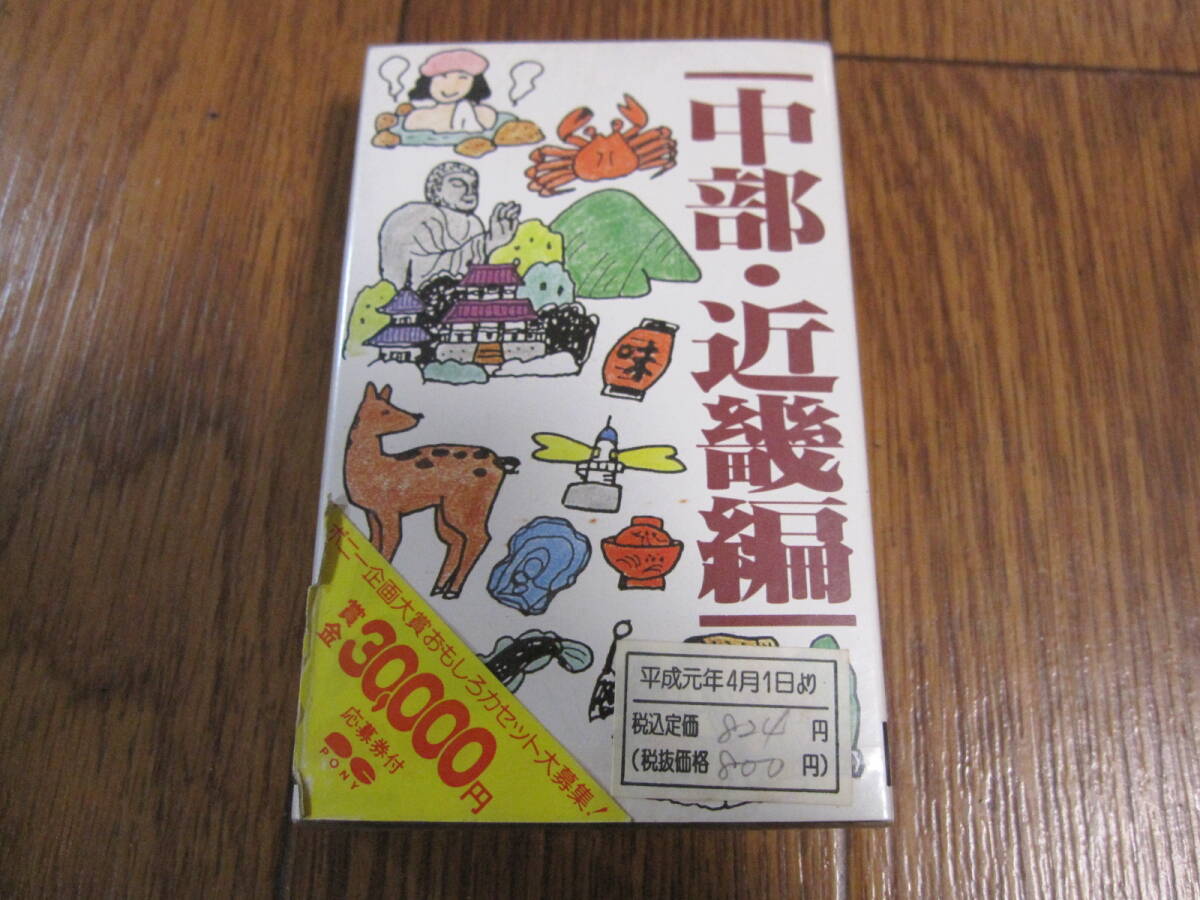 中部・近畿編
味
ポニー企画大賞おもしろカセット大募集!
賞金30,000円
応募券付
PONY
平成元年4月1日より
税込定価 824 円
(税抜価格 800 円)